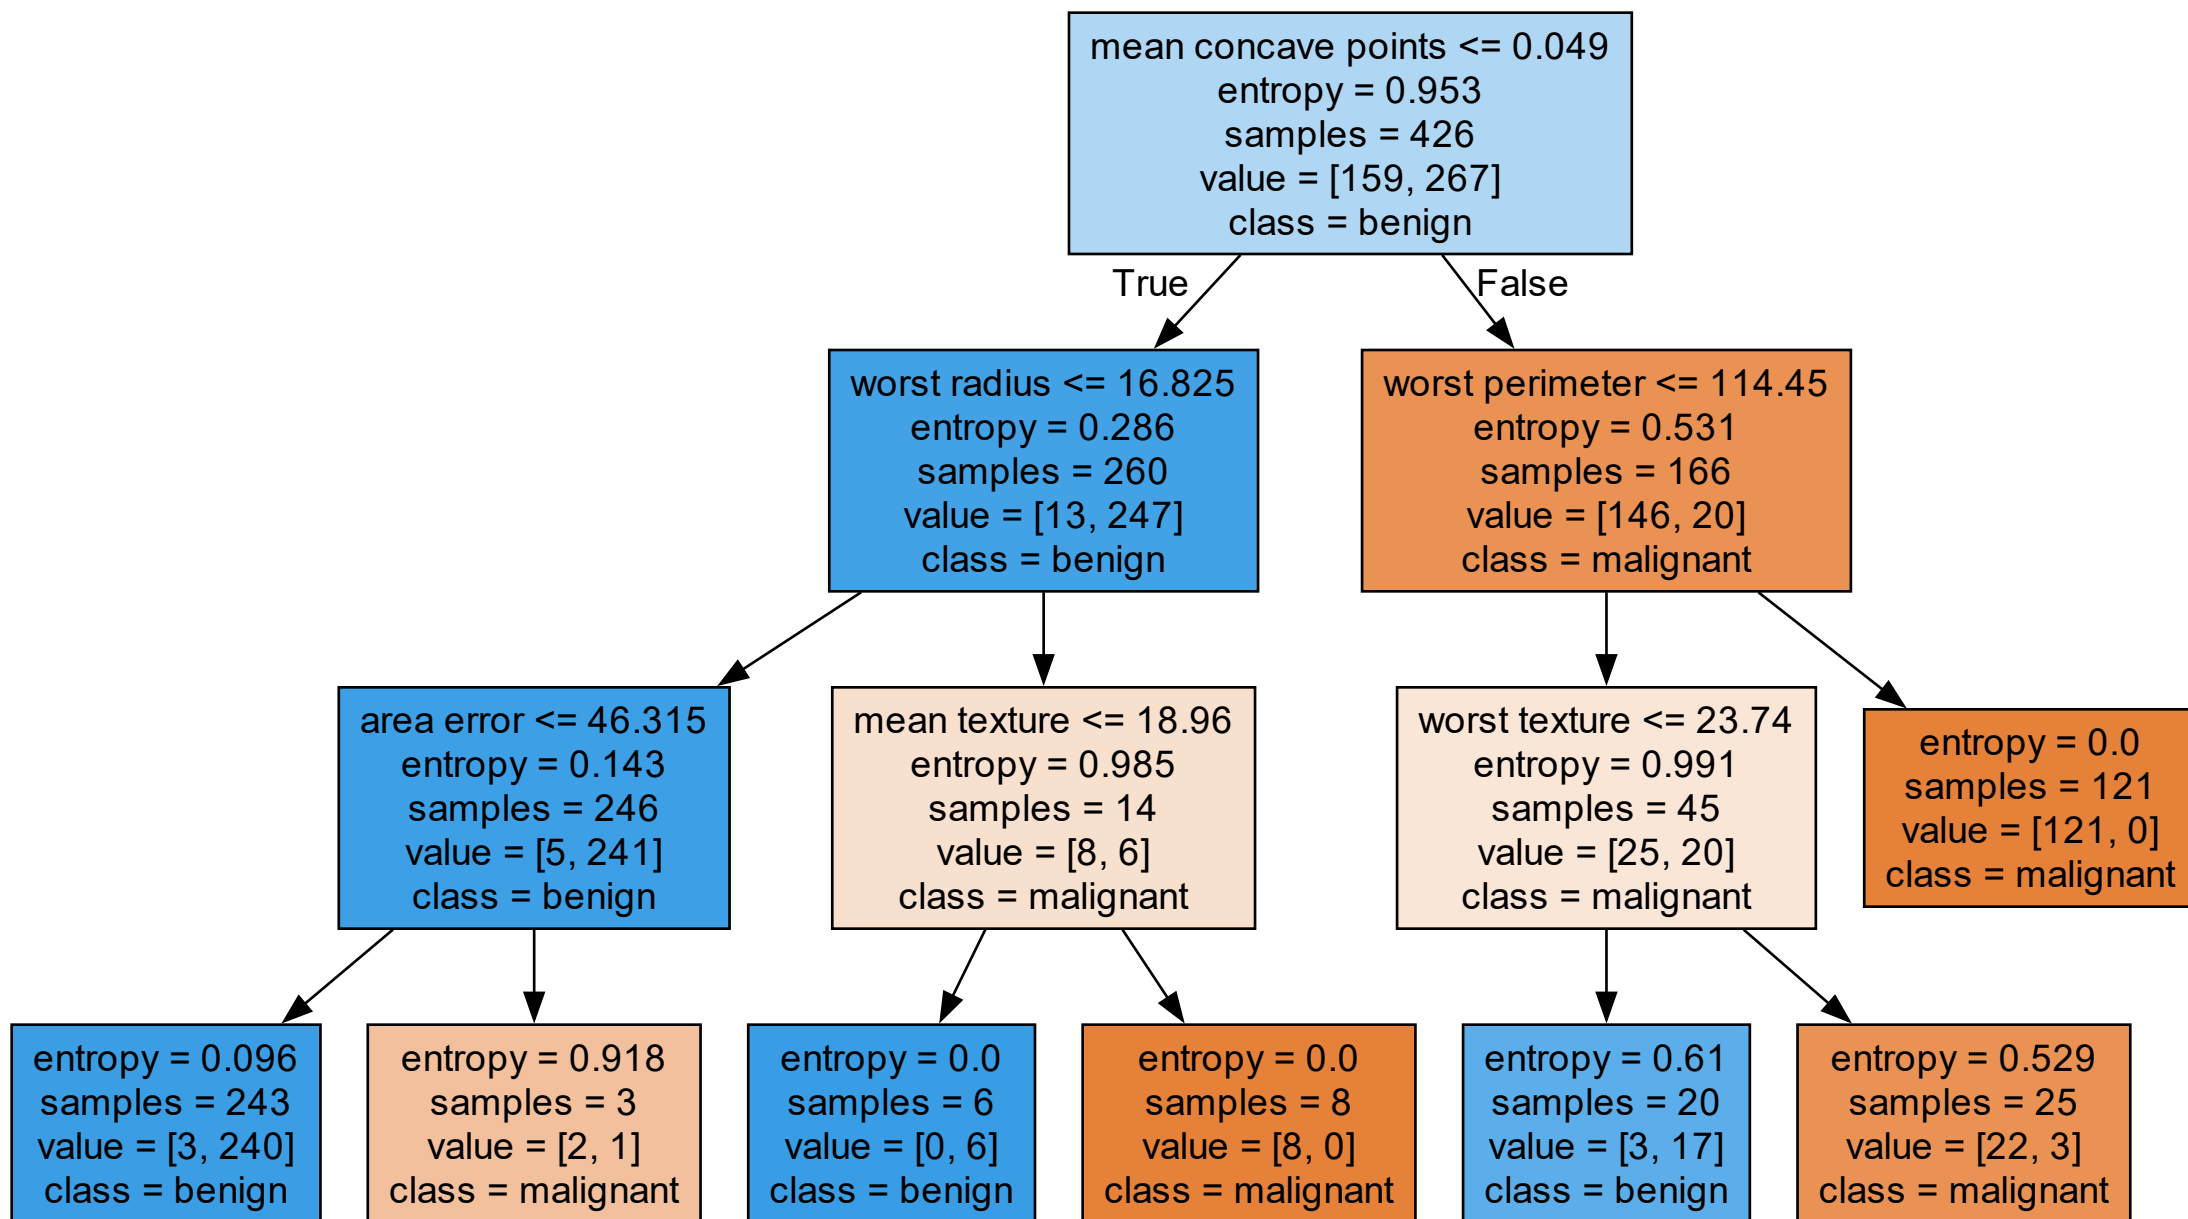 mean concave points <= 0.049
entropy = 0.953
samples = 426
value = [159, 267]
class = benign
True
False
worst radius <= 16.825
entropy = 0.286
samples = 260
value = [13, 247]
class = benign
worst perimeter <= 114.45
entropy = 0.531
samples = 166
value = [146, 20]
class = malignant
area error <= 46.315
entropy = 0.143
samples = 246
value = [5, 241]
class = benign
mean texture <= 18.96
entropy = 0.985
samples = 14
value = [8, 6]
class = malignant
worst texture <= 23.74
entropy = 0.991
samples = 45
value = [25, 20]
class = malignant
entropy = 0.0
samples = 121
value = [121, 0]
class = malignant
entropy = 0.096
samples = 243
value = [3, 240]
class = benign
entropy = 0.918
samples = 3
value = [2, 1]
class = malignant
entropy = 0.0
samples = 6
value = [0, 6]
class = benign
entropy = 0.0
samples = 8
value = [8, 0]
class = malignant
entropy = 0.61
samples = 20
value = [3, 17]
class = benign
entropy = 0.529
samples = 25
value = [22, 3]
class = malignant